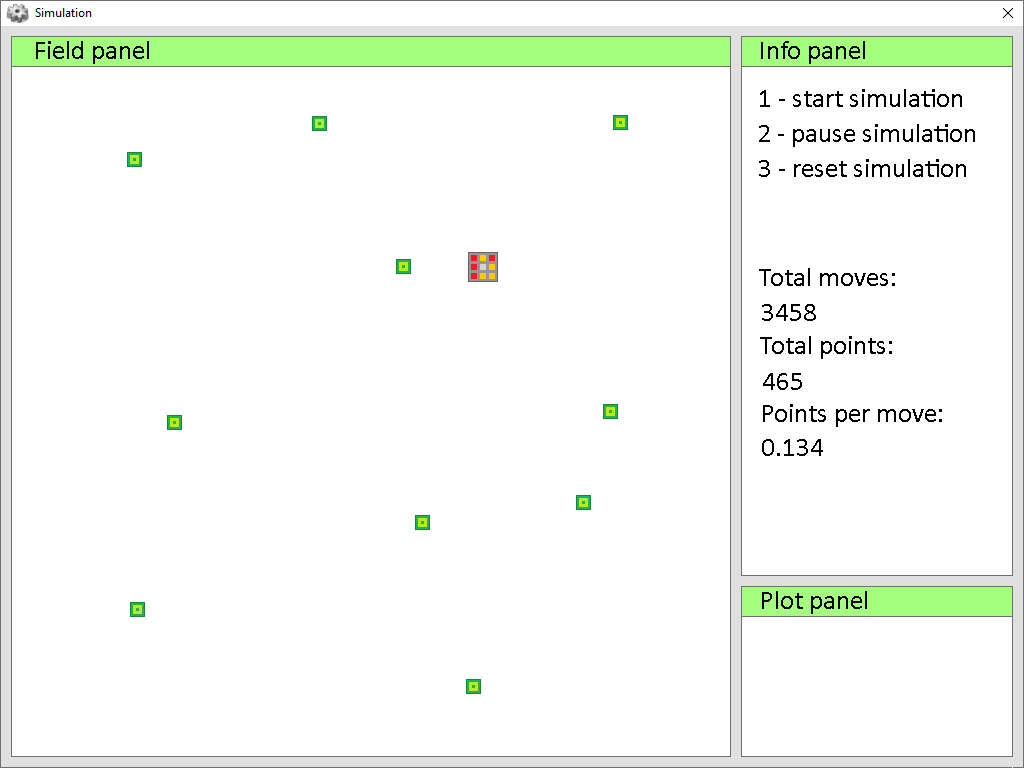 Simulation
Field panel
Info panel
1 - start simulation
2 - pause simulation
3 - reset simulation
Total moves:
3458
Total points:
465
Points per move:
0.134
Plot panel